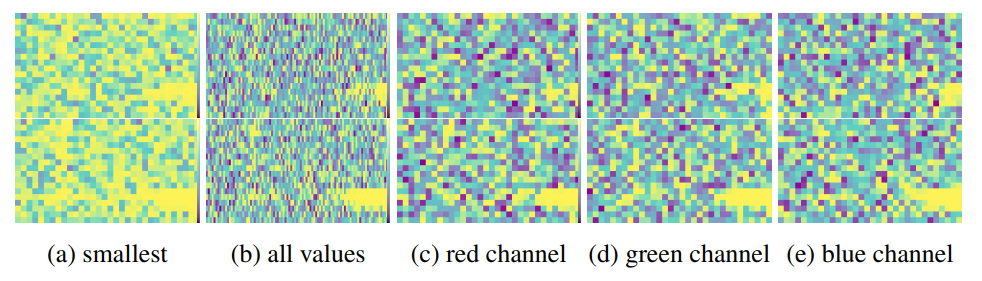 (a) smallest (b) all values (c) red channel (d) green channel (e) blue channel